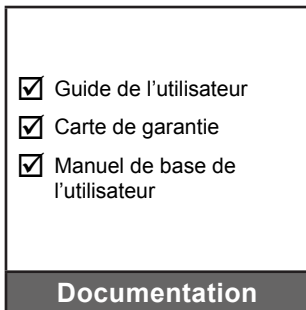 ☑ Guide de l’utilisateur
☑ Carte de garantie
☑ Manuel de base de
l’utilisateur
Documentation